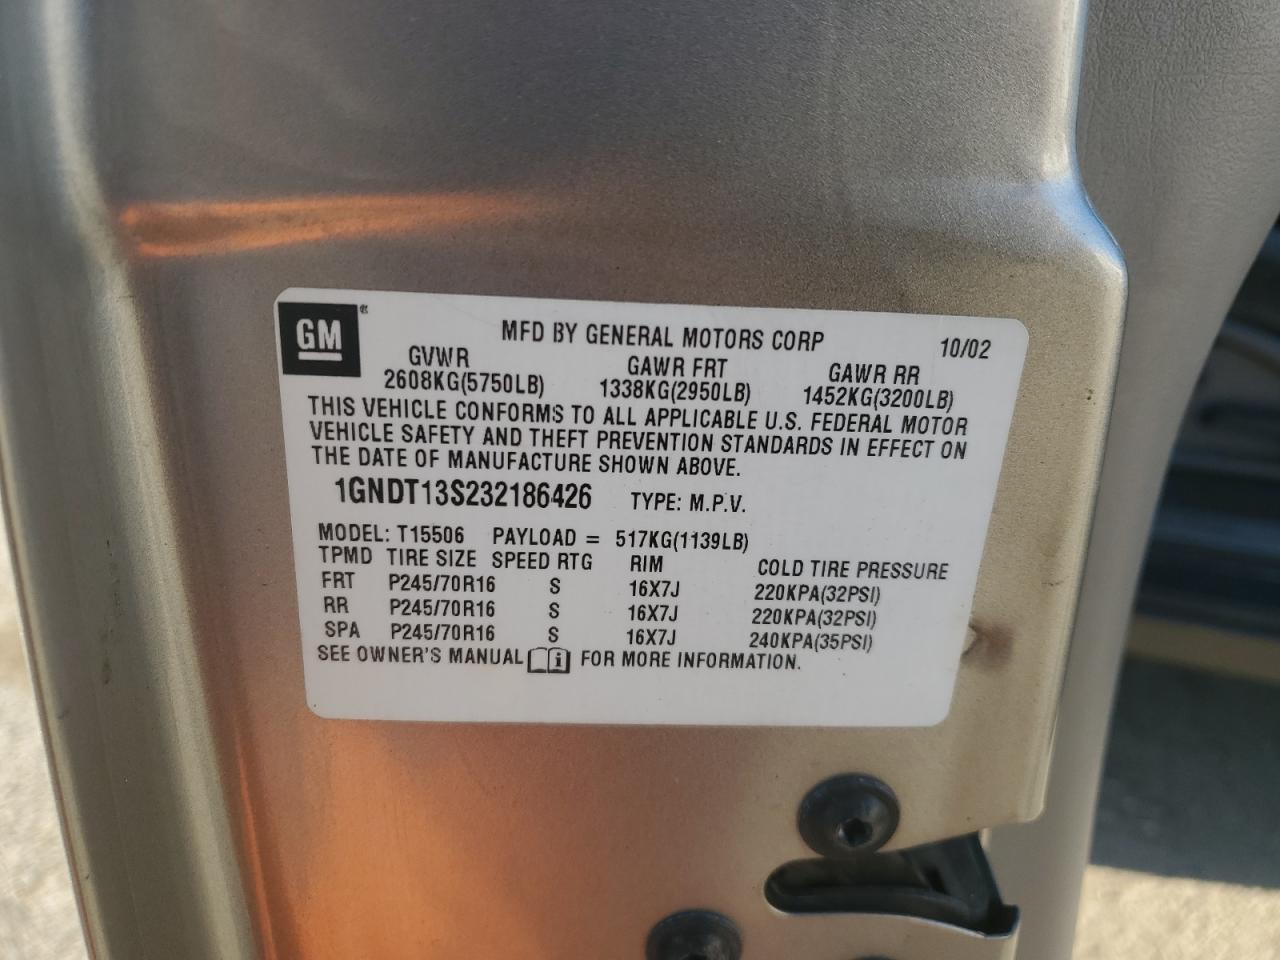 GM®
MFD BY GENERAL MOTORS CORP 10/02
GVWR GAWR FRT GAWR RR
2608KG(5750LB) 1338KG(2950LB) 1452KG(3200LB)
THIS VEHICLE CONFORMS TO ALL APPLICABLE U.S. FEDERAL MOTOR
VEHICLE SAFETY AND THEFT PREVENTION STANDARDS IN EFFECT ON
THE DATE OF MANUFACTURE SHOWN ABOVE.
1GNDT13S232186426 TYPE: M.P.V.
MODEL: T15506 PAYLOAD = 517KG(1139LB)
TPMD TIRE SIZE SPEED RTG RIM COLD TIRE PRESSURE
FRT P245/70R16 S 16X7J 220KPA(32PSI)
RR P245/70R16 S 16X7J 220KPA(32PSI)
SPA P245/70R16 S 16X7J 240KPA(35PSI)
SEE OWNER'S MANUAL i FOR MORE INFORMATION.